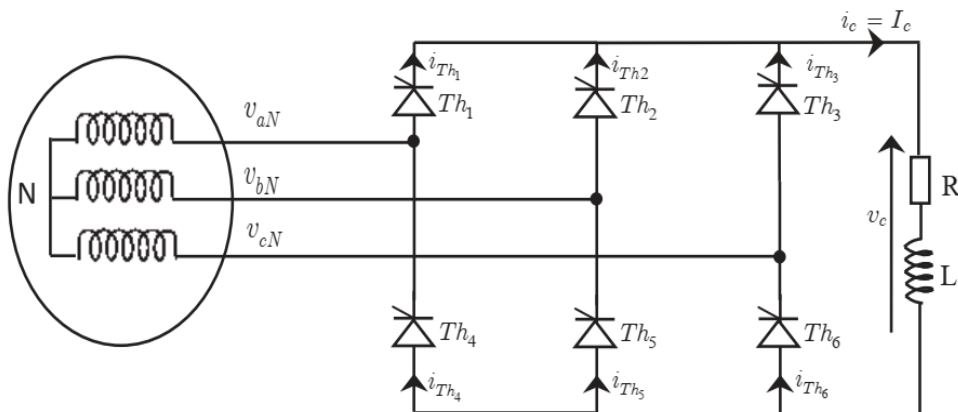 i_c = I_c
i_Th1
i_Th2
i_Th3
Th1
Th2
Th3
v_aN
N
v_bN
v_cN
v_c
R
L
Th4
Th5
Th6
i_Th4
i_Th5
i_Th6